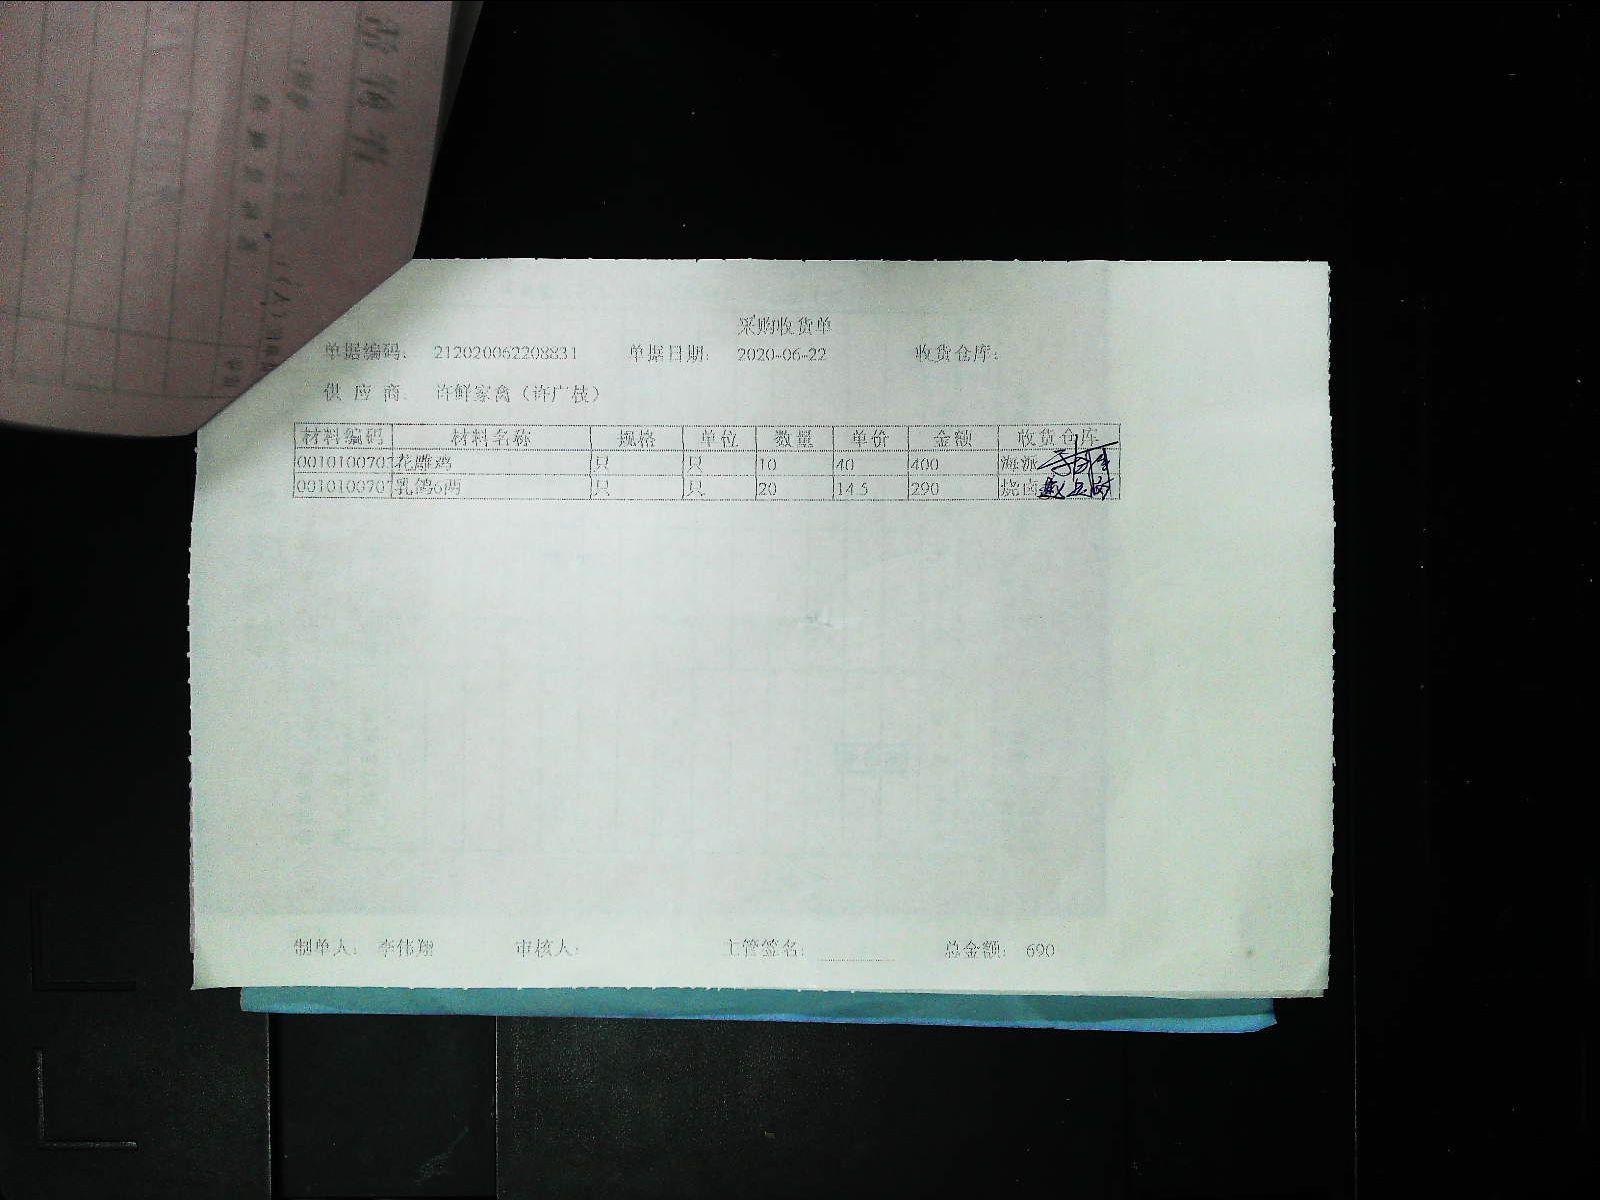 采购收货单
单据编码: 212020062208831 单据日期: 2020-06-22 收货仓库:
供 应 商: 许鲜家禽（许广枝）
材料编码 材料名称 规格 单位 数量 单价 金额 收货仓库
0010100703 花雕鸡 只 只 10 40 400 海派
0010100707 乳鸽6两 只 只 20 14.5 290 烧卤
制单人: 李伟翔 审核人: 主管签名: 总金额: 690